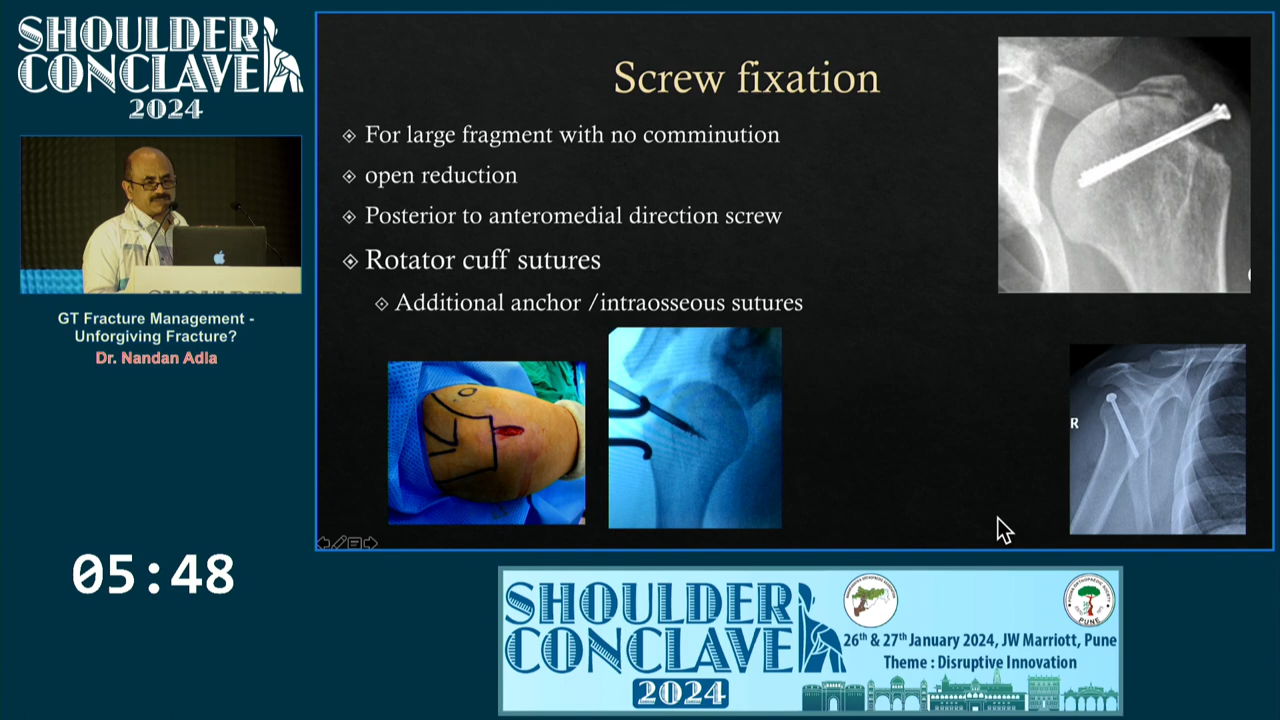 SHOULDER
CONCLAVE
2024
GT Fracture Management -
Unforgiving Fracture?
Dr. Nandan Adla
05:48
Screw fixation
For large fragment with no comminution
open reduction
Posterior to anteromedial direction screw
Rotator cuff sutures
Additional anchor /intraosseous sutures
R
SHOULDER
CONCLAVE
2024
26th & 27th January 2024, JW Marriott, Pune
Theme : Disruptive Innovation
PUNE